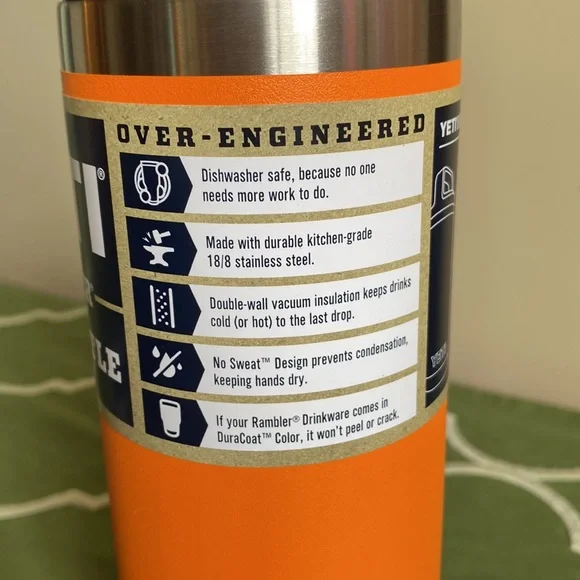 OVER-ENGINEERED
Dishwasher safe, because no one
needs more work to do.
Made with durable kitchen-grade
18/8 stainless steel.
Double-wall vacuum insulation keeps drinks
cold (or hot) to the last drop.
No Sweat™ Design prevents condensation,
keeping hands dry.
If your Rambler® Drinkware comes in
DuraCoat™ Color, it won't peel or crack.
TI®
LE
YETI